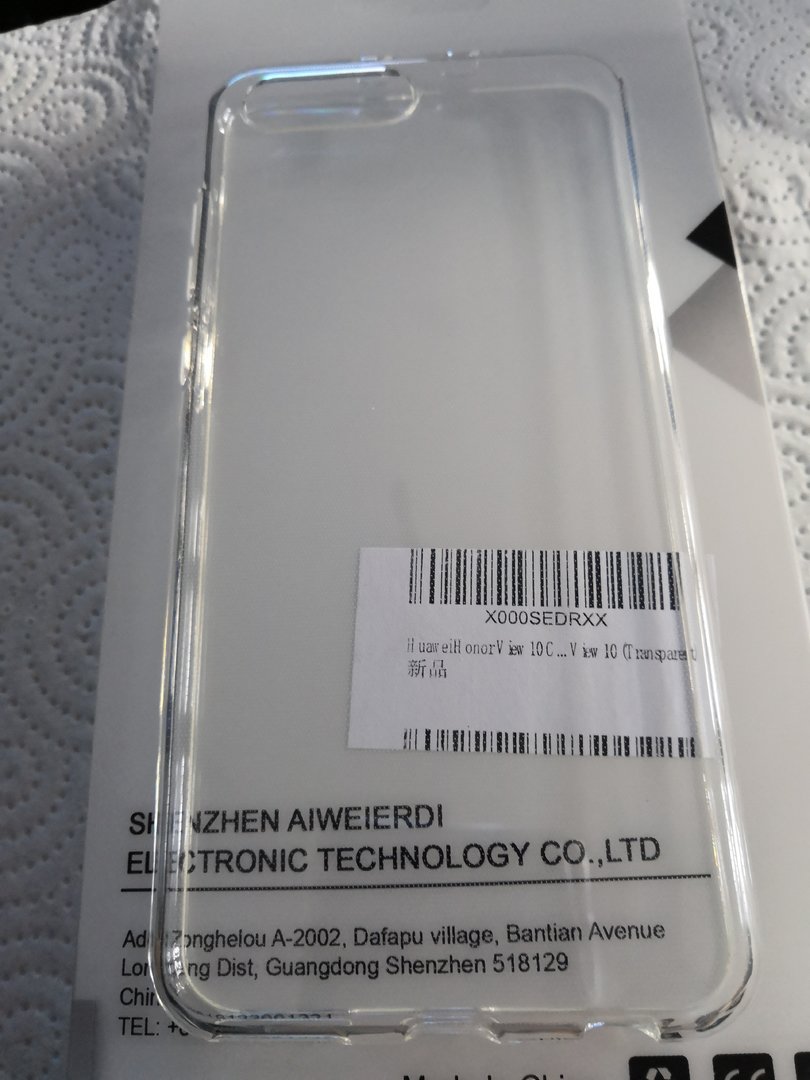 X000SEDRXX
HuaweiHonorView 10 C...View 10 (Transparent
新品
SHENZHEN AIWEIERDI
ELECTRONIC TECHNOLOGY CO.,LTD
Zonghelou A-2002, Dafapu village, Bantian Avenue
Dist, Guangdong Shenzhen 518129
TEL: